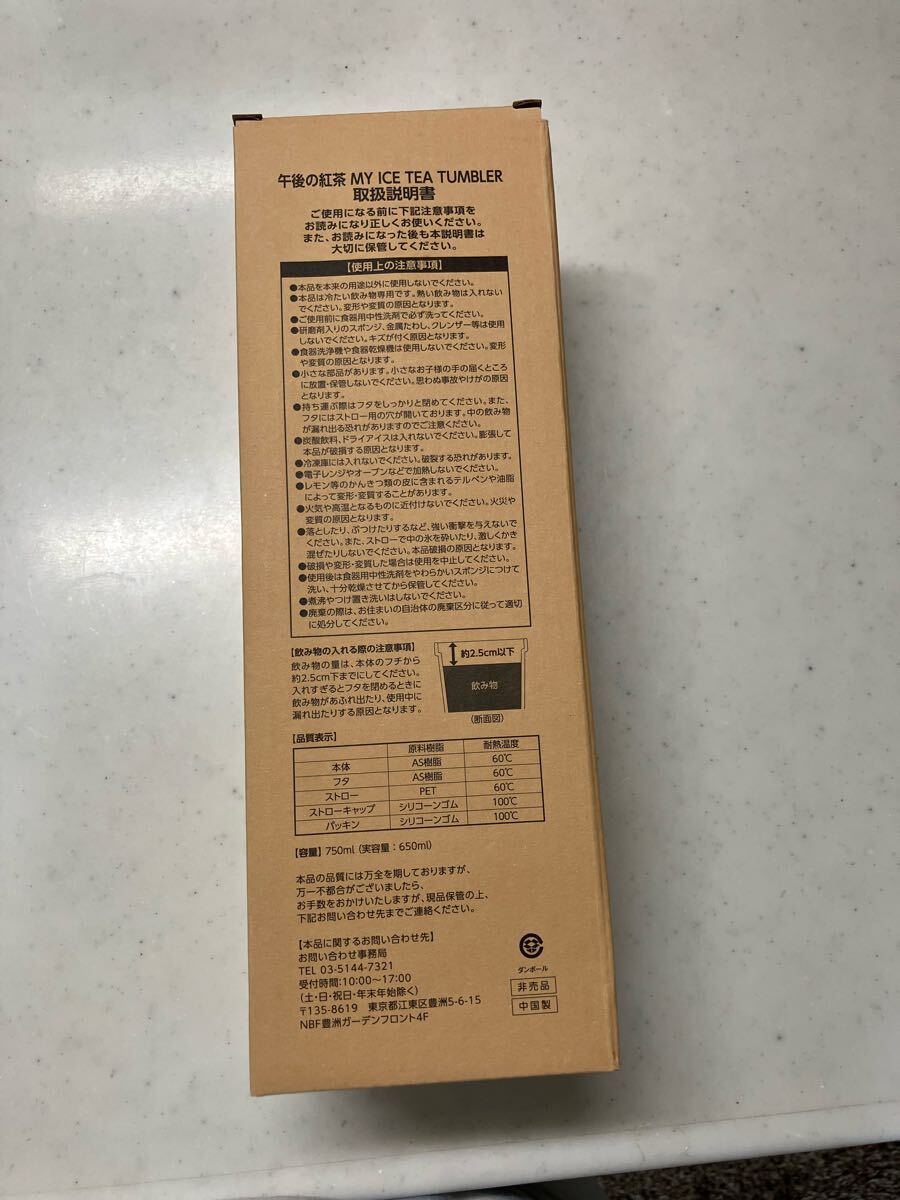 午後の紅茶 MY ICE TEA TUMBLER
取扱説明書
ご使用になる前に下記注意事項を
お読みになり正しくお使いください。
また、お読みになった後も本説明書は
大切に保管してください。
【使用上の注意事項】
●本品を本来の用途以外に使用しないでください。
●本品は冷たい飲み物専用です。熱い飲み物は入れない
でください。変形や変質の原因となります。
●ご使用前に食器用中性洗剤で必ず洗ってください。
●研磨剤入りのスポンジ、金属たわし、クレンザー等は使用
しないでください。キズが付く原因となります。
●食器洗浄機や食器乾燥機は使用しないでください。変形
や変質の原因となります。
●小さな部品があります。小さなお子様の手の届くところ
に放置・保管しないでください。思わぬ事故やけがの原因
となります。
●持ち運ぶ際はフタをしっかりと閉めてください。また、
フタにはストロー用の穴が開いております。中の飲み物
が漏れ出る恐れがありますのでご注意ください。
●炭酸飲料、ドライアイスは入れないでください。膨張して
本品が破損する原因となります。
●冷凍庫には入れないでください。破裂する恐れがあります。
●電子レンジやオーブンなどで加熱しないでください。
●レモン等のかんきつ類の皮に含まれるテルペンや油脂
によって変形・変質することがあります。
●火気や高温となるものに近付けないでください。火災や
変質の原因となります。
●落としたり、ぶつけたりするなど、強い衝撃を与えないで
ください。また、ストローで中の氷を砕いたり、激しくかき
混ぜたりしないでください。本品破損の原因となります。
●破損や変形・変質した場合は使用を中止してください。
●使用後は食器用中性洗剤をやわらかいスポンジにつけて
洗い、十分乾燥させてから保管してください。
●煮沸やつけ置き洗いはしないでください。
●廃棄の際は、お住まいの自治体の廃棄区分に従って適切
に処分してください。
【飲み物の入れる際の注意事項】
飲み物の量は、本体のフチから
約2.5cm下までにしてください。
入れすぎるとフタを閉めるときに
飲み物があふれ出たり、使用中に
漏れ出たりする原因となります。
約2.5cm以下
飲み物
(断面図)
【品質表示】
原料樹脂 耐熱温度
本体 AS樹脂 60℃
フタ AS樹脂 60℃
ストロー PET 60℃
ストローキャップ シリコーンゴム 100℃
パッキン シリコーンゴム 100℃
【容量】750ml (実容量：650ml)
本品の品質には万全を期しておりますが、
万一不都合がございましたら、
お手数をおかけいたしますが、現品保管の上、
下記お問い合わせ先までご連絡ください。
【本品に関するお問い合わせ先】
お問い合わせ事務局
TEL 03-5144-7321
受付時間：10:00～17:00
(土・日・祝日・年末年始除く)
〒135-8619 東京都江東区豊洲5-6-15
NBF豊洲ガーデンフロント4F
ダンボール
非売品
中国製